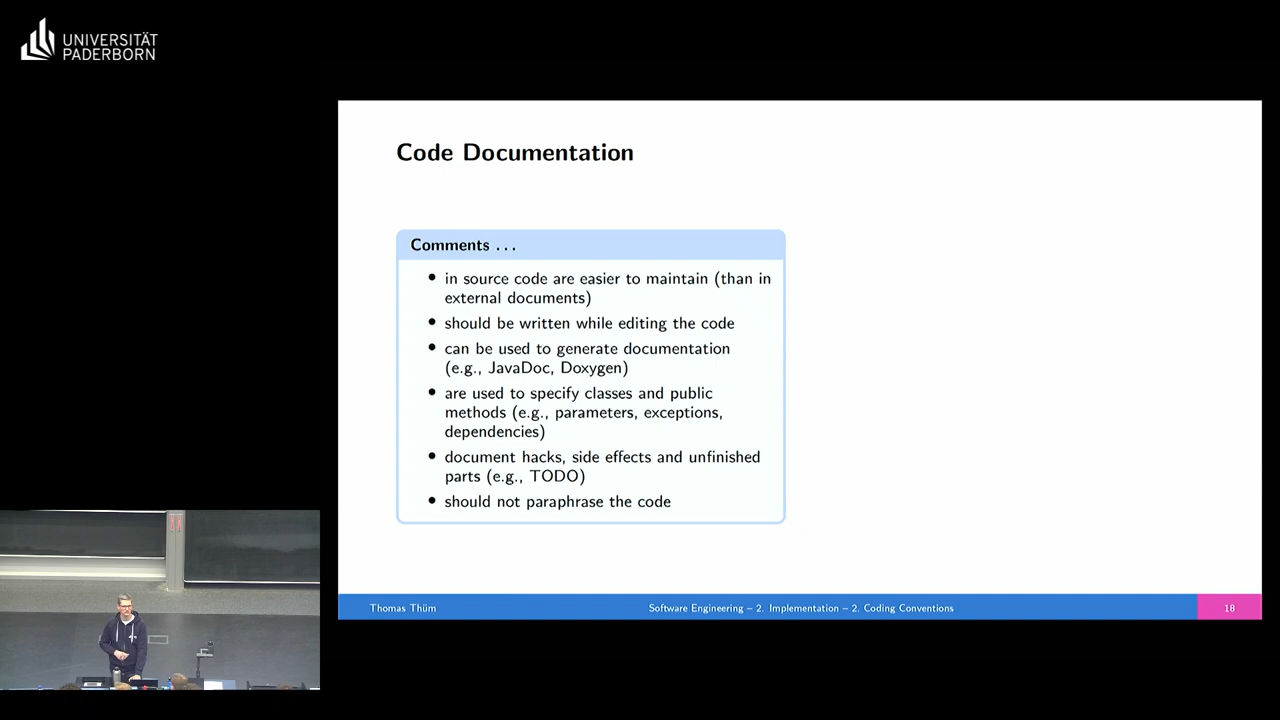 UNIVERSITÄT
PADERBORN
Code Documentation
Comments . . .
• in source code are easier to maintain (than in
external documents)
• should be written while editing the code
• can be used to generate documentation
(e.g., JavaDoc, Doxygen)
• are used to specify classes and public
methods (e.g., parameters, exceptions,
dependencies)
• document hacks, side effects and unfinished
parts (e.g., TODO)
• should not paraphrase the code
Thomas Thüm
Software Engineering – 2. Implementation – 2. Coding Conventions
18